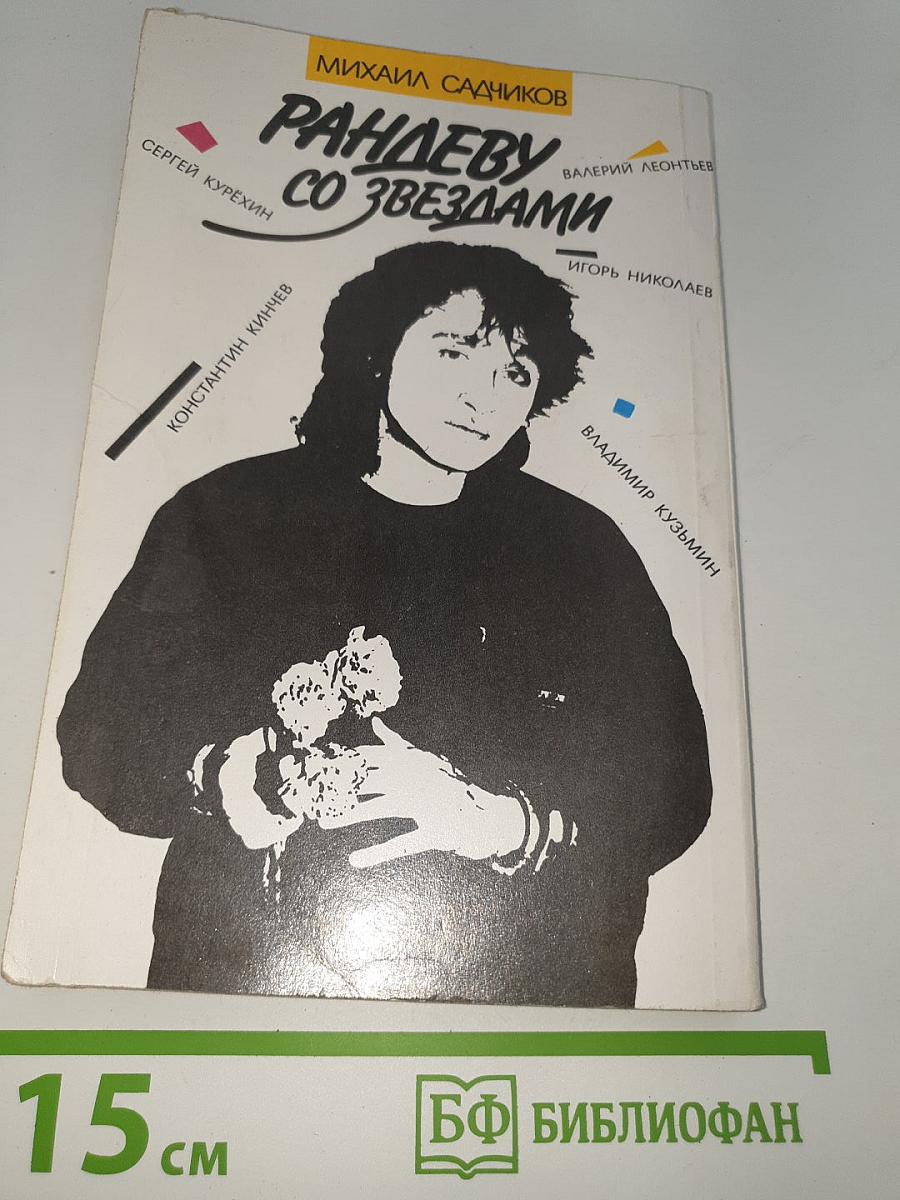 МИХАИЛ САДЧИКОВ
РАНДЕВУ
СО ЗВЕЗДАМИ
СЕРГЕЙ КУРЁХИН
ВАЛЕРИЙ ЛЕОНТЬЕВ
ИГОРЬ НИКОЛАЕВ
КОНСТАНТИН КИНЧЕВ
ВЛАДИМИР КУЗЬМИН
15 см
БФ БИБЛИОФАН